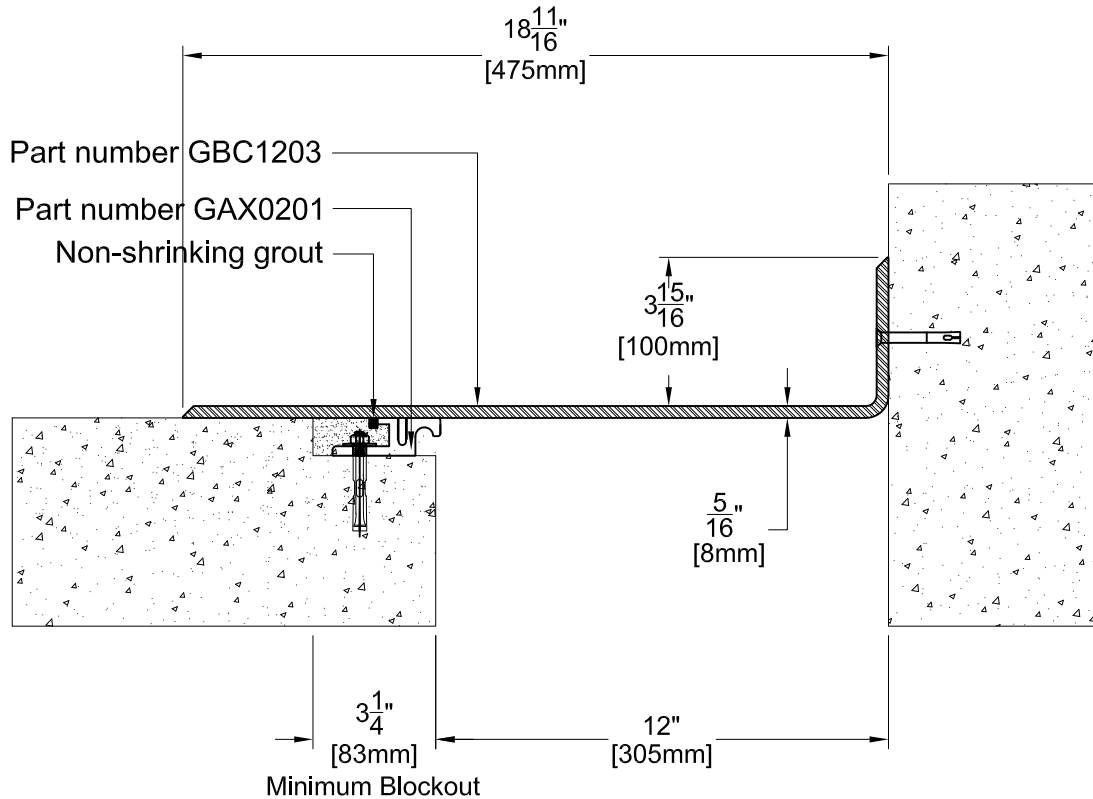 18 11/16"
[475mm]
Part number GBC1203
Part number GAX0201
Non-shrinking grout
3 15/16"
[100mm]
5/16"
[8mm]
3 1/4"
[83mm]
Minimum Blockout
12"
[305mm]